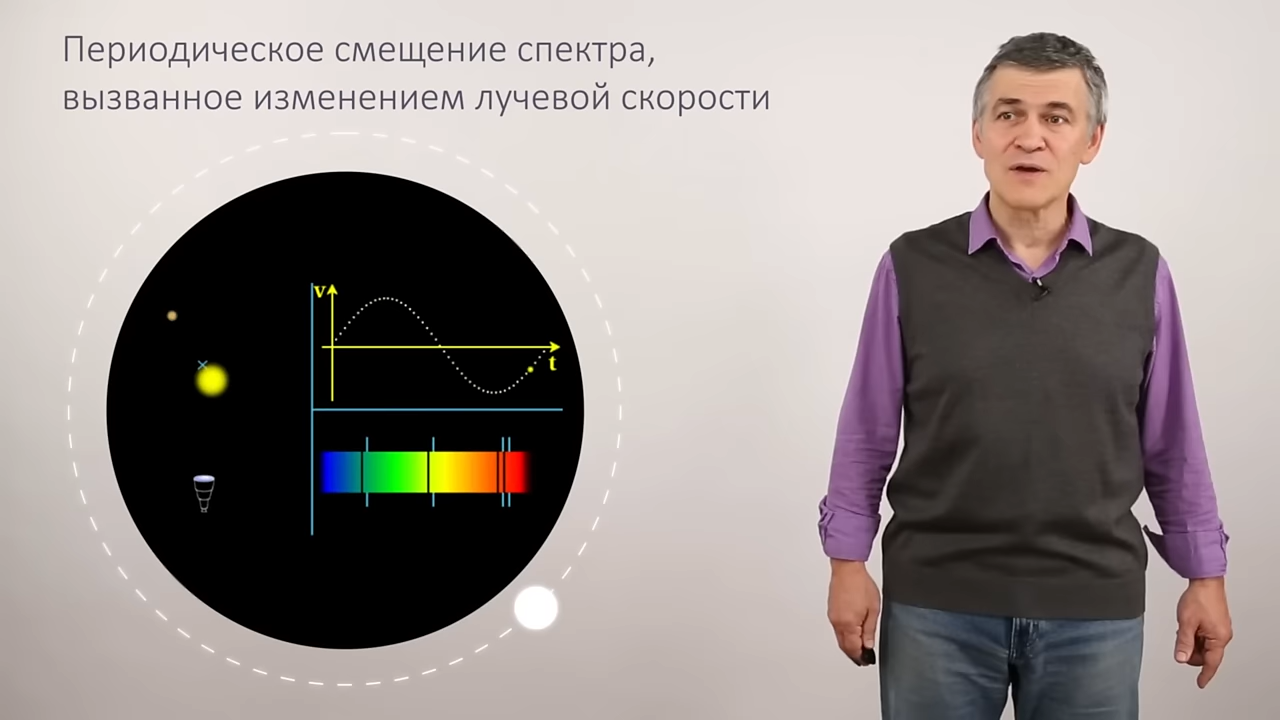 Периодическое смещение спектра,
вызванное изменением лучевой скорости
v
t